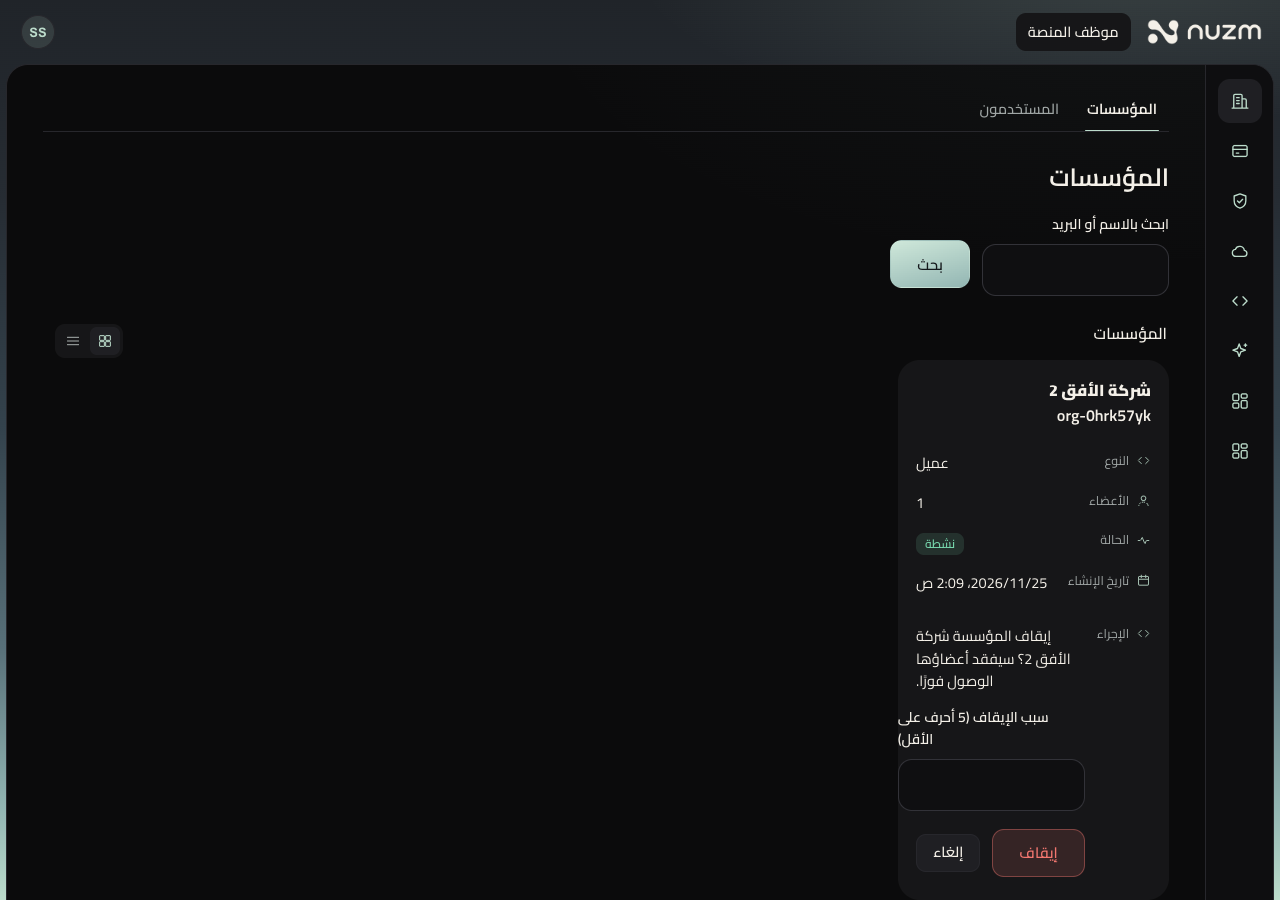 nuzm
موظف المنصة
SS
المؤسسات
المستخدمون
المؤسسات
ابحث بالاسم أو البريد
بحث
المؤسسات
شركة الأفق 2
org-0hrk57yk
النوع
عميل
الأعضاء
1
الحالة
نشطة
تاريخ الإنشاء
2026/11/25، 2:09 ص
الإجراء
إيقاف المؤسسة شركة
الأفق 2؟ سيفقد أعضاؤها
الوصول فورًا.
سبب الإيقاف (5 أحرف على
الأقل)
إيقاف
إلغاء